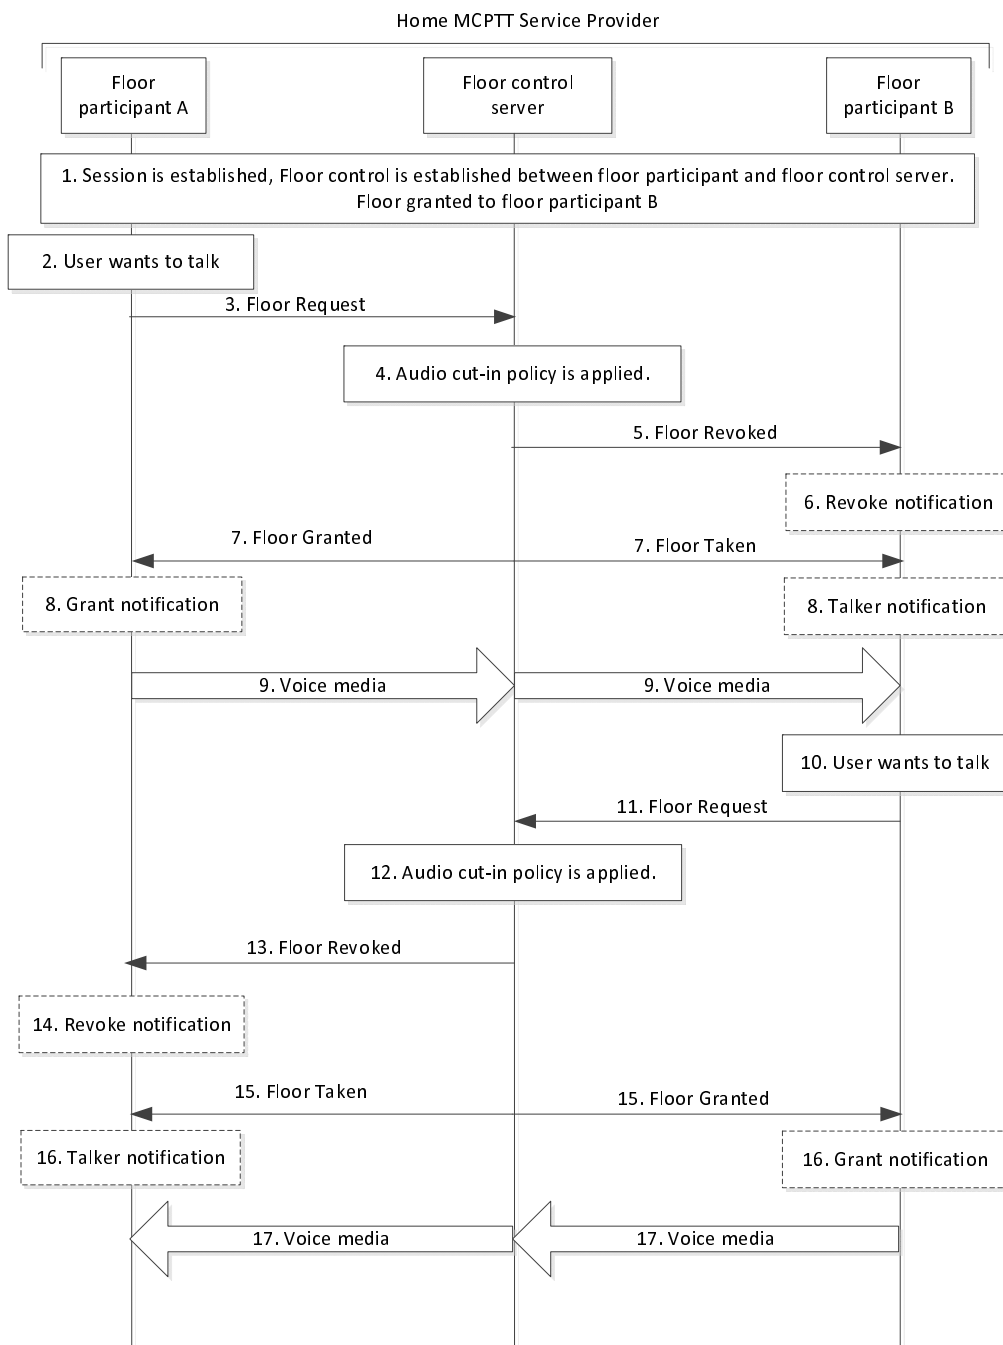 Home MCPTT Service Provider
Floor
participant A
Floor control
server
Floor
participant B
1. Session is established, Floor control is established between floor participant and floor control server.
Floor granted to floor participant B
2. User wants to talk
3. Floor Request
4. Audio cut-in policy is applied.
5. Floor Revoked
6. Revoke notification
7. Floor Granted
7. Floor Taken
8. Grant notification
8. Talker notification
9. Voice media
9. Voice media
10. User wants to talk
11. Floor Request
12. Audio cut-in policy is applied.
13. Floor Revoked
14. Revoke notification
15. Floor Taken
15. Floor Granted
16. Talker notification
16. Grant notification
17. Voice media
17. Voice media